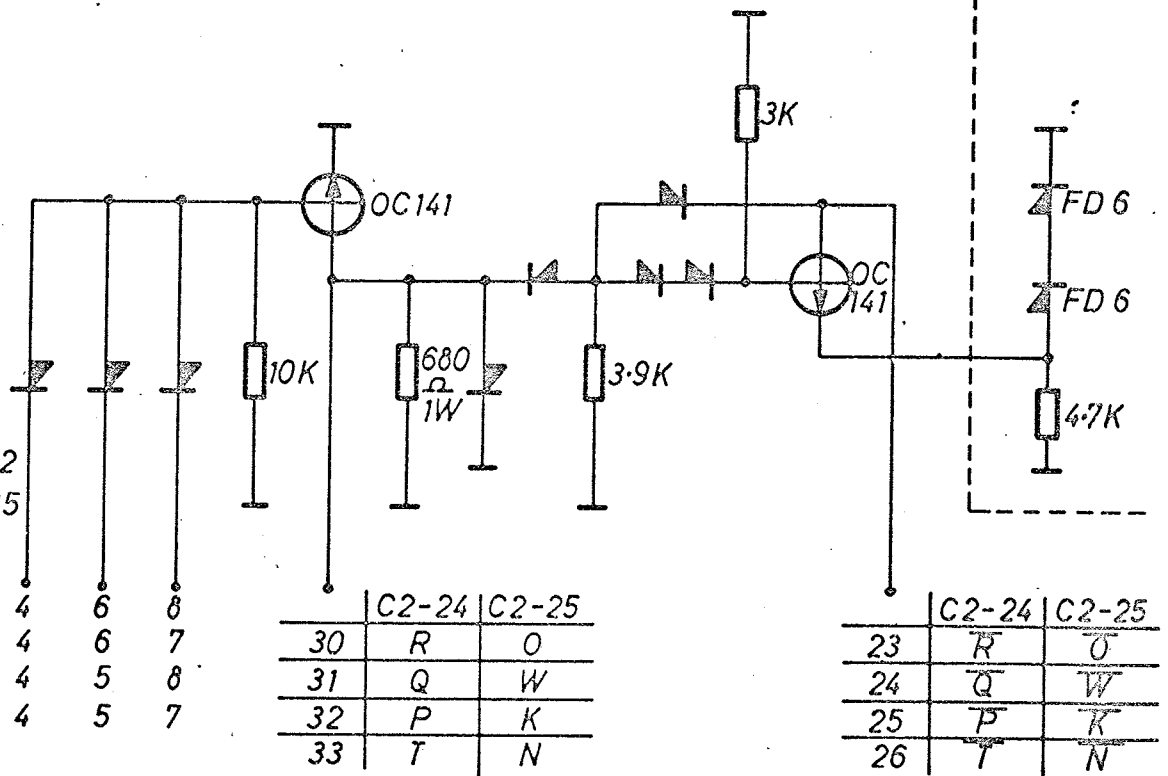 3K
OC141
FD 6
OC
141
FD 6
10K
680
Ω
1W
3.9K
4.7K
2
5
4 6 8
4 6 7
4 5 8
4 5 7
C2-24 C2-25
30 R O
31 Q W
32 P K
33 T N
C2-24 C2-25
23 R̅ O̅
24 Q̅ W̅
25 P̅ K̅
26 T̅ N̅